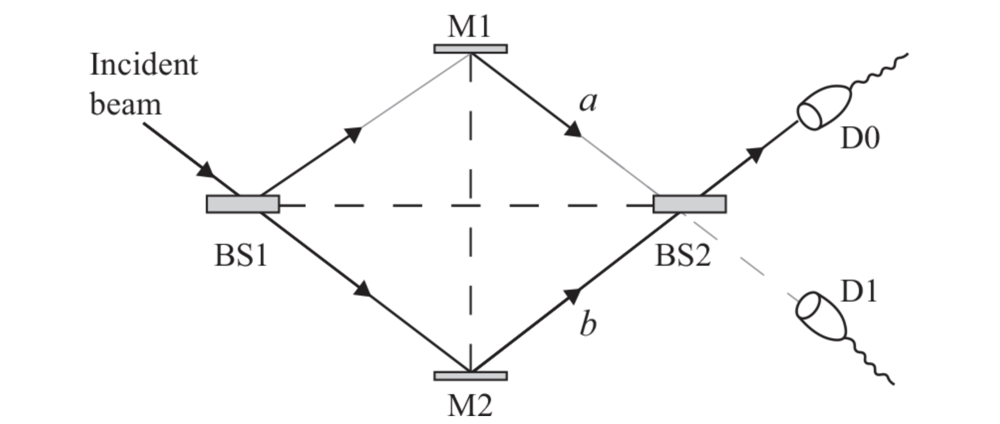 M1
Incident
beam
a
D0
BS1
BS2
D1
b
M2